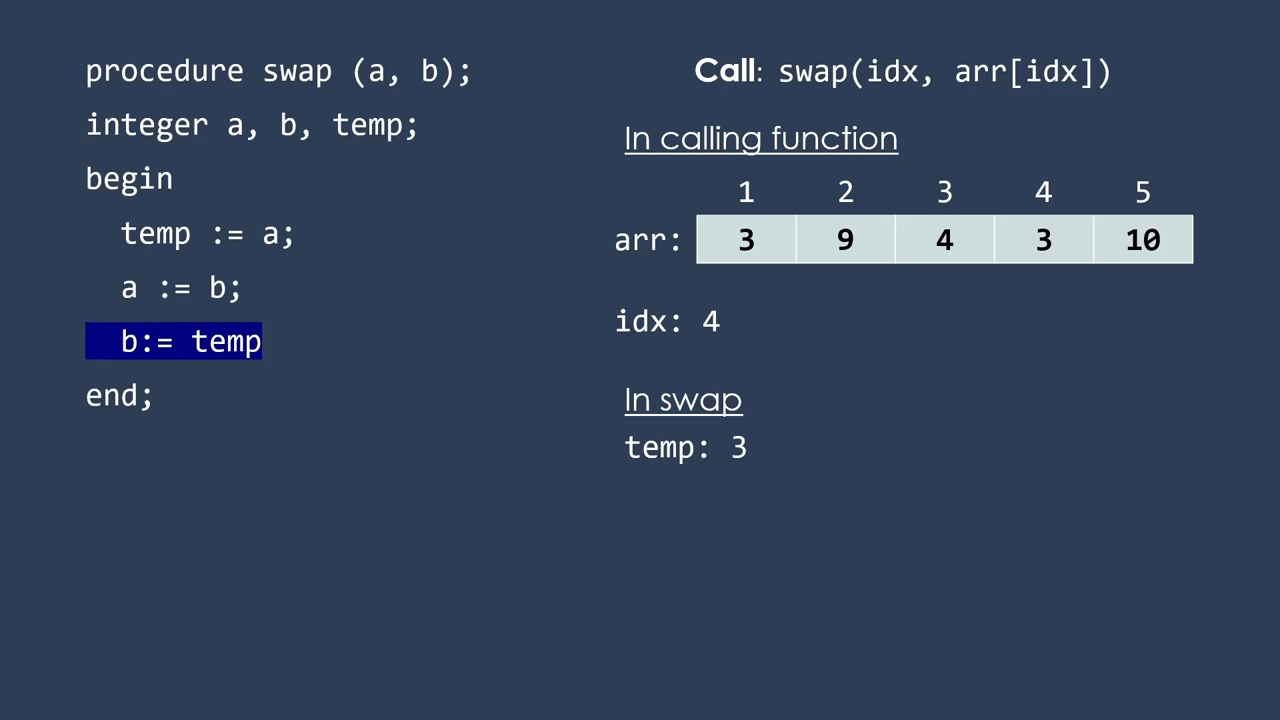 procedure swap (a, b);
integer a, b, temp;
begin
temp := a;
a := b;
b:= temp
end;
Call: swap(idx, arr[idx])
In calling function
1 2 3 4 5
arr: 3 9 4 3 10
idx: 4
In swap
temp: 3